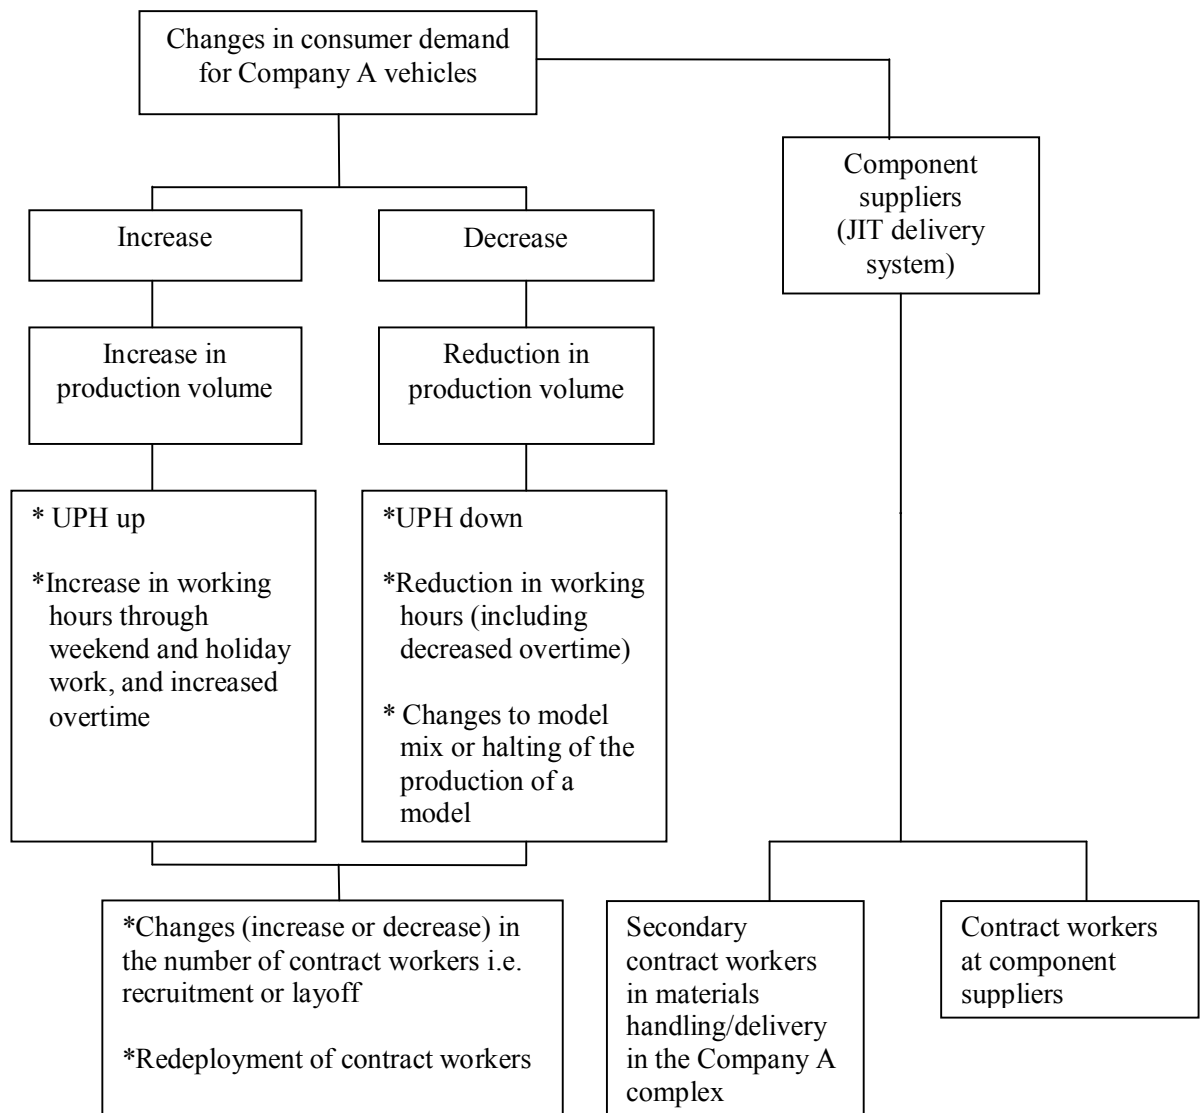 Changes in consumer demand
for Company A vehicles
Component
suppliers
(JIT delivery
system)
Increase
Decrease
Increase in
production volume
Reduction in
production volume
* UPH up
*Increase in working
hours through
weekend and holiday
work, and increased
overtime
*UPH down
*Reduction in working
hours (including
decreased overtime)
* Changes to model
mix or halting of the
production of a
model
*Changes (increase or decrease) in
the number of contract workers i.e.
recruitment or layoff
*Redeployment of contract workers
Secondary
contract workers
in materials
handling/delivery
in the Company A
complex
Contract workers
at component
suppliers